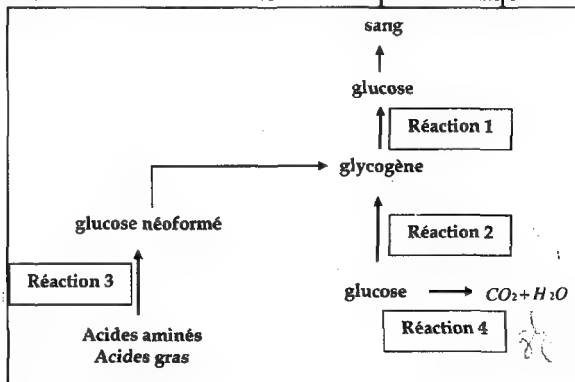 sang
glucose
Réaction 1
glycogène
glucose néoformé
Réaction 2
Réaction 3
glucose → CO₂ + H₂O
Acides aminés
Acides gras
Réaction 4